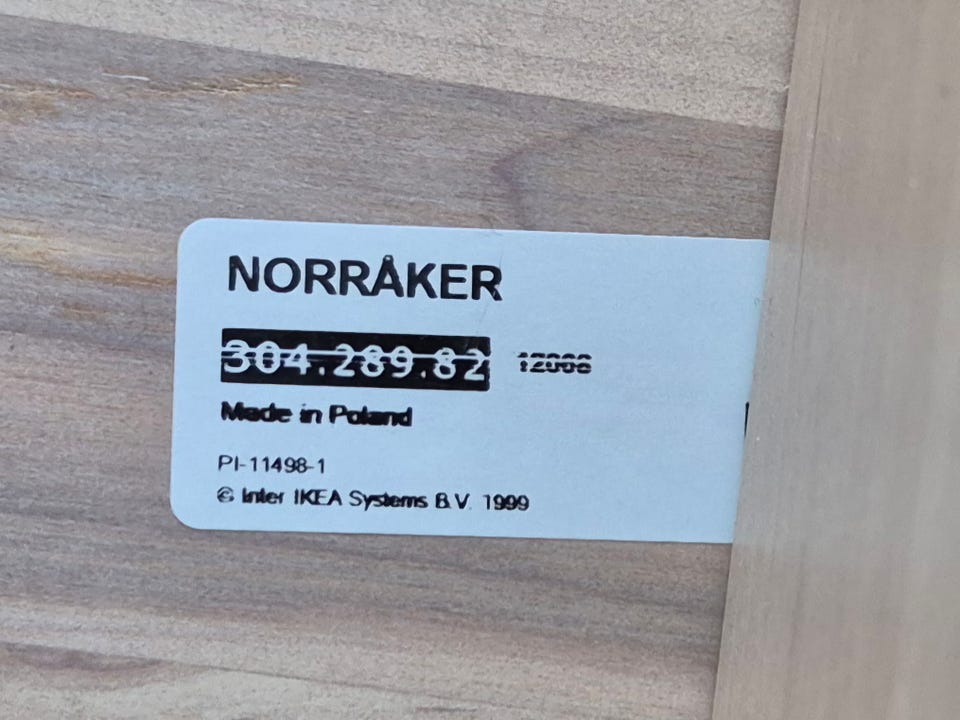 NORRÅKER
304.289.82 12008
Made in Poland
PI-11498-1
© Inter IKEA Systems B.V. 1999